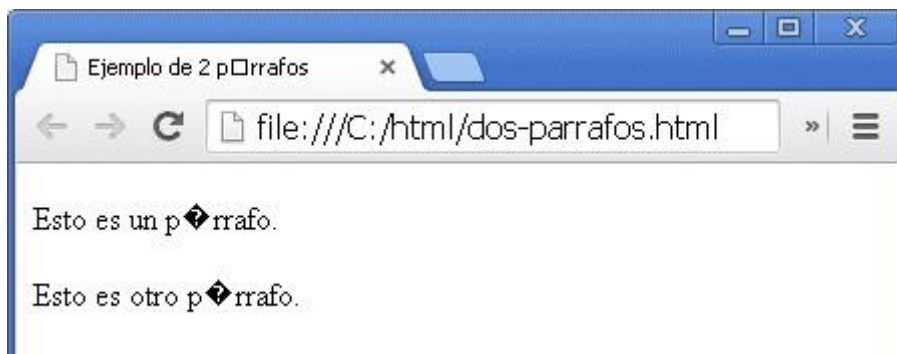 Ejemplo de 2 p□rrafos
file:///C:/html/dos-parrafos.html
Esto es un p�rrafo.
Esto es otro p�rrafo.